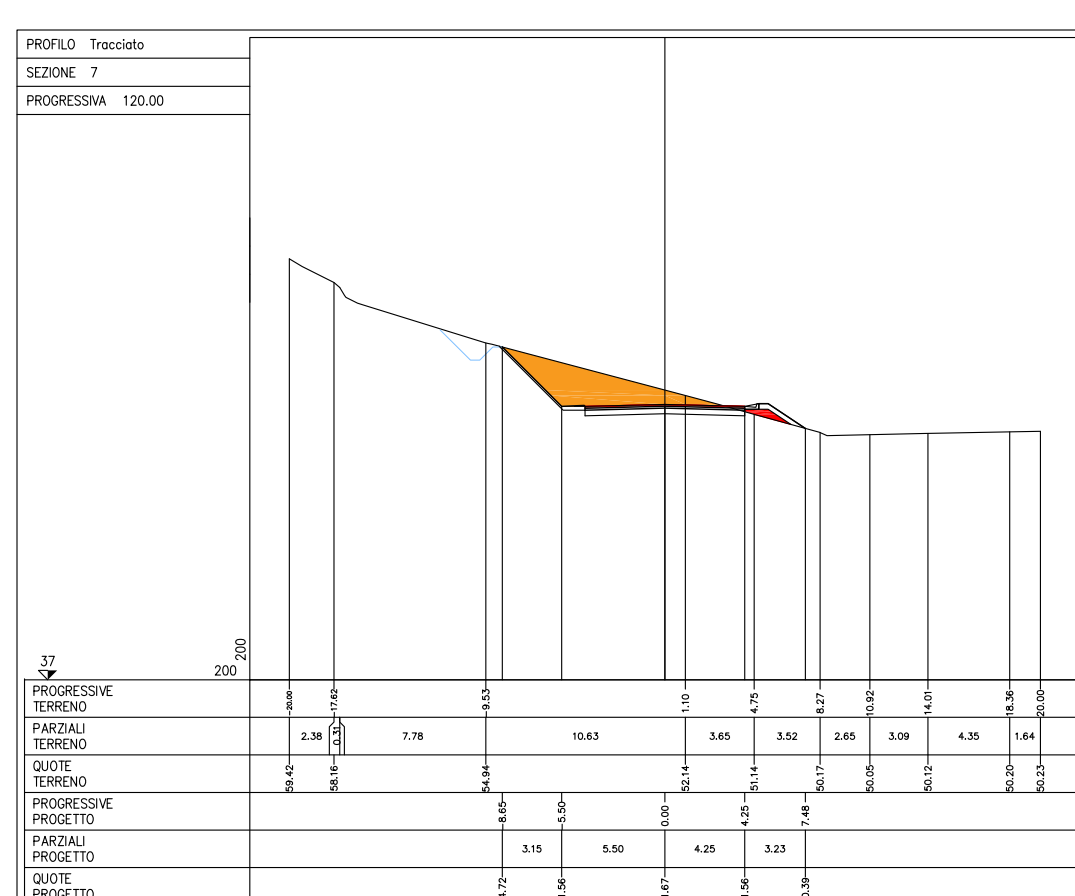 PROFILO Tracciato
SEZIONE 7
PROGRESSIVA 120.00
200
37
200
PROGRESSIVE TERRENO
-20.00 -17.62 -9.53 1.10 4.75 8.27 10.92 14.01 18.36 20.00
PARZIALI TERRENO
2.38 0.31 7.78 10.63 3.65 3.52 2.65 3.09 4.35 1.64
QUOTE TERRENO
59.42 58.16 54.94 52.14 51.14 50.17 50.05 50.12 50.20 50.23
PROGRESSIVE PROGETTO
-8.65 -5.50 0.00 4.25 7.48
PARZIALI PROGETTO
3.15 5.50 4.25 3.23
QUOTE PROGETTO